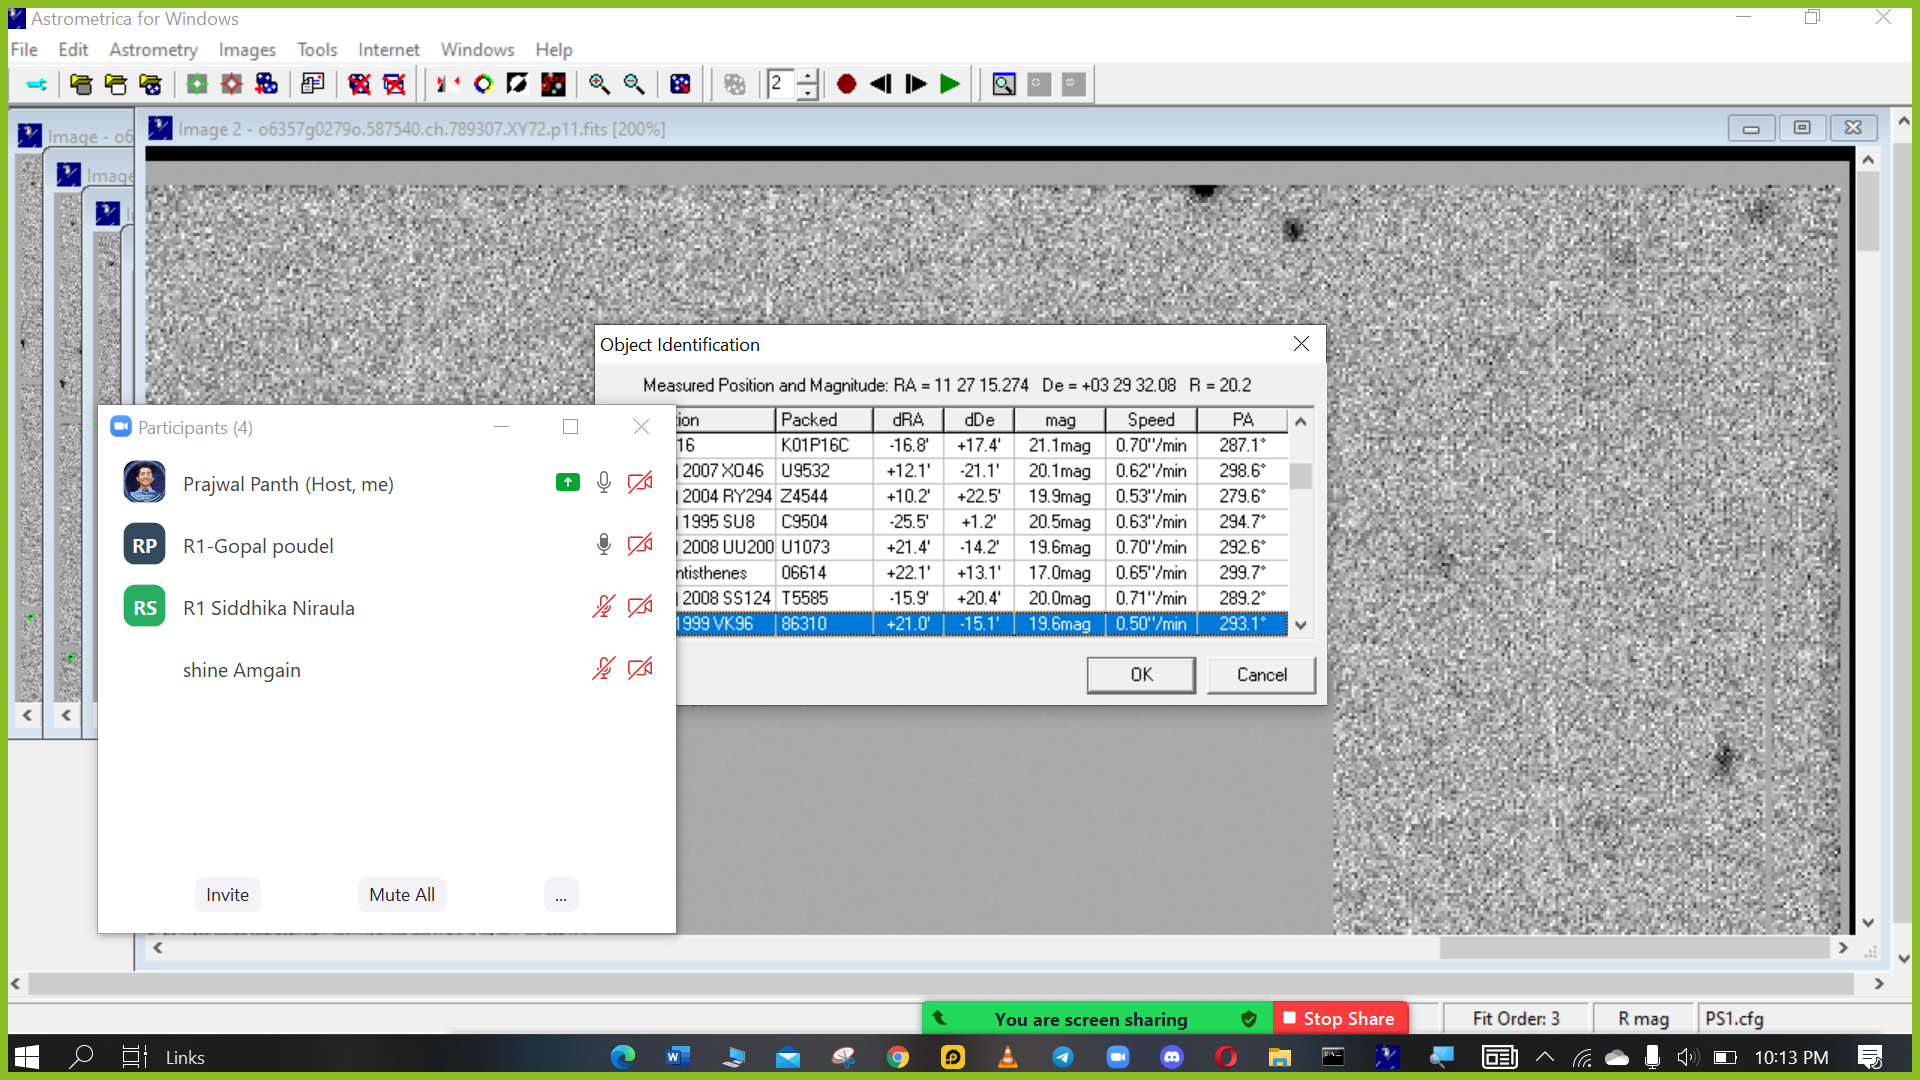 Astrometrica for Windows
File Edit Astrometry Images Tools Internet Windows Help
2
Image - o6
Image 2 - o6357g0279o.587540.ch.789307.XY72.p11.fits [200%]
Image
Object Identification
Measured Position and Magnitude: RA = 11 27 15.274 De = +03 29 32.08 R = 20.2
tion Packed dRA dDe mag Speed PA
16 K01P16C -16.8' +17.4' 21.1mag 0.70''/min 287.1°
2007 XO46 U9532 +12.1' -21.1' 20.1mag 0.62''/min 298.6°
2004 RY294 Z4544 +10.2' +22.5' 19.9mag 0.53''/min 279.6°
1995 SU8 C9504 -25.5' +1.2' 20.5mag 0.63''/min 294.7°
2008 UU200 U1073 +21.4' -14.2' 19.6mag 0.70''/min 292.6°
ntisthenes 06614 +22.1' +13.1' 17.0mag 0.65''/min 299.7°
2008 SS124 T5585 -15.9' +20.4' 20.0mag 0.71''/min 289.2°
1999 VK96 86310 +21.0' -15.1' 19.6mag 0.50''/min 293.1°
OK Cancel
Participants (4)
Prajwal Panth (Host, me)
RP R1-Gopal poudel
RS R1 Siddhika Niraula
shine Amgain
Invite Mute All ...
You are screen sharing Stop Share
Fit Order: 3 R mag PS1.cfg
Links
10:13 PM